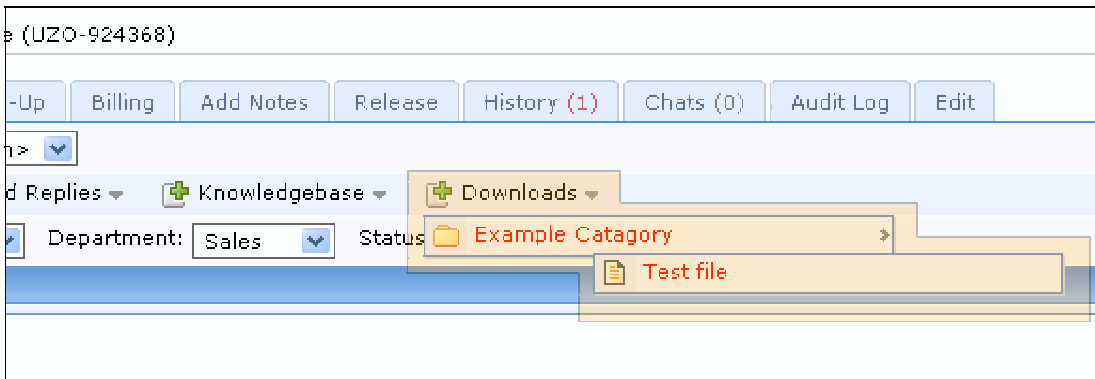 e (UZO-924368)
-Up Billing Add Notes Release History (1) Chats (0) Audit Log Edit
n>
d Replies Knowledgebase Downloads
Department: Sales Status Example Catagory
Test file